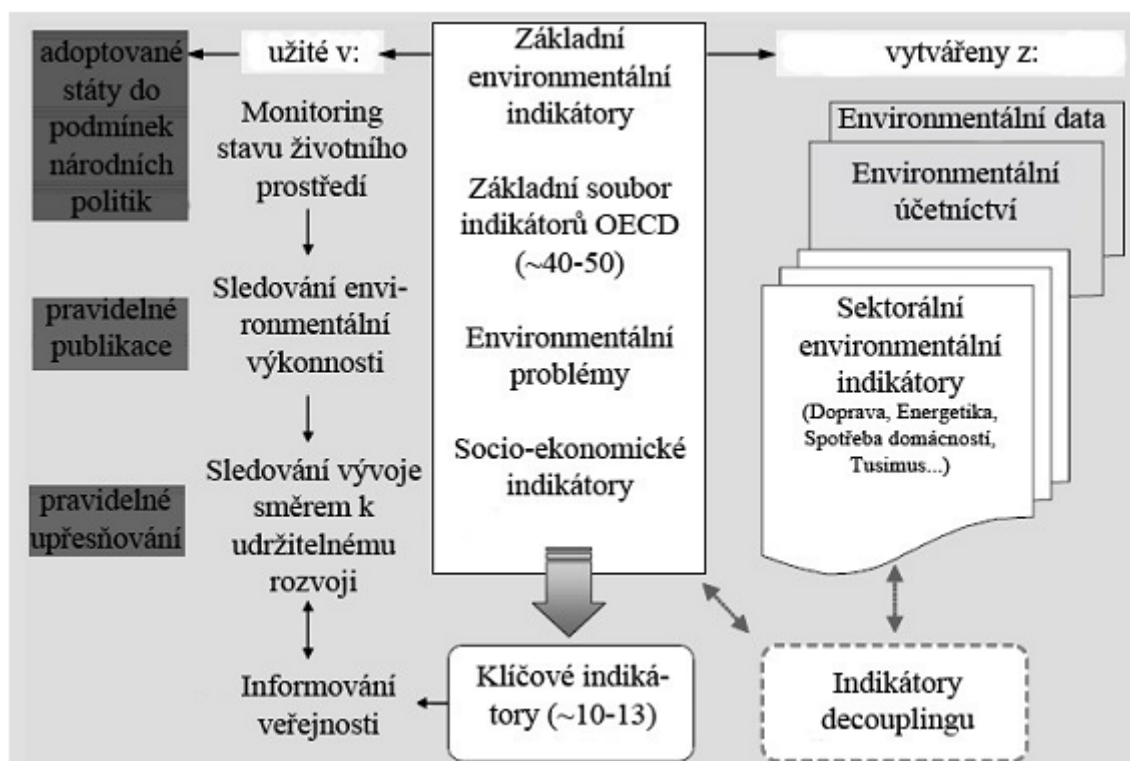 adoptované
státy do
podmínek
národních
politik
pravidelné
publikace
pravidelné
upřesňování
užité v:
Monitoring
stavu životního
prostředí
Sledování envi-
ronmentální
výkonnosti
Sledování vývoje
směrem k
udržitelnému
rozvoji
Informování
veřejnosti
Základní
environmentální
indikátory
Základní soubor
indikátorů OECD
(~40-50)
Environmentální
problémy
Socio-ekonomické
indikátory
Klíčové indiká-
tory (~10-13)
vytvářeny z:
Environmentální data
Environmentální
účetníctví
Sektorální
environmentální
indikátory
(Doprava, Energetika,
Spotřeba domácností,
Tusimus...)
Indikátory
decouplingu